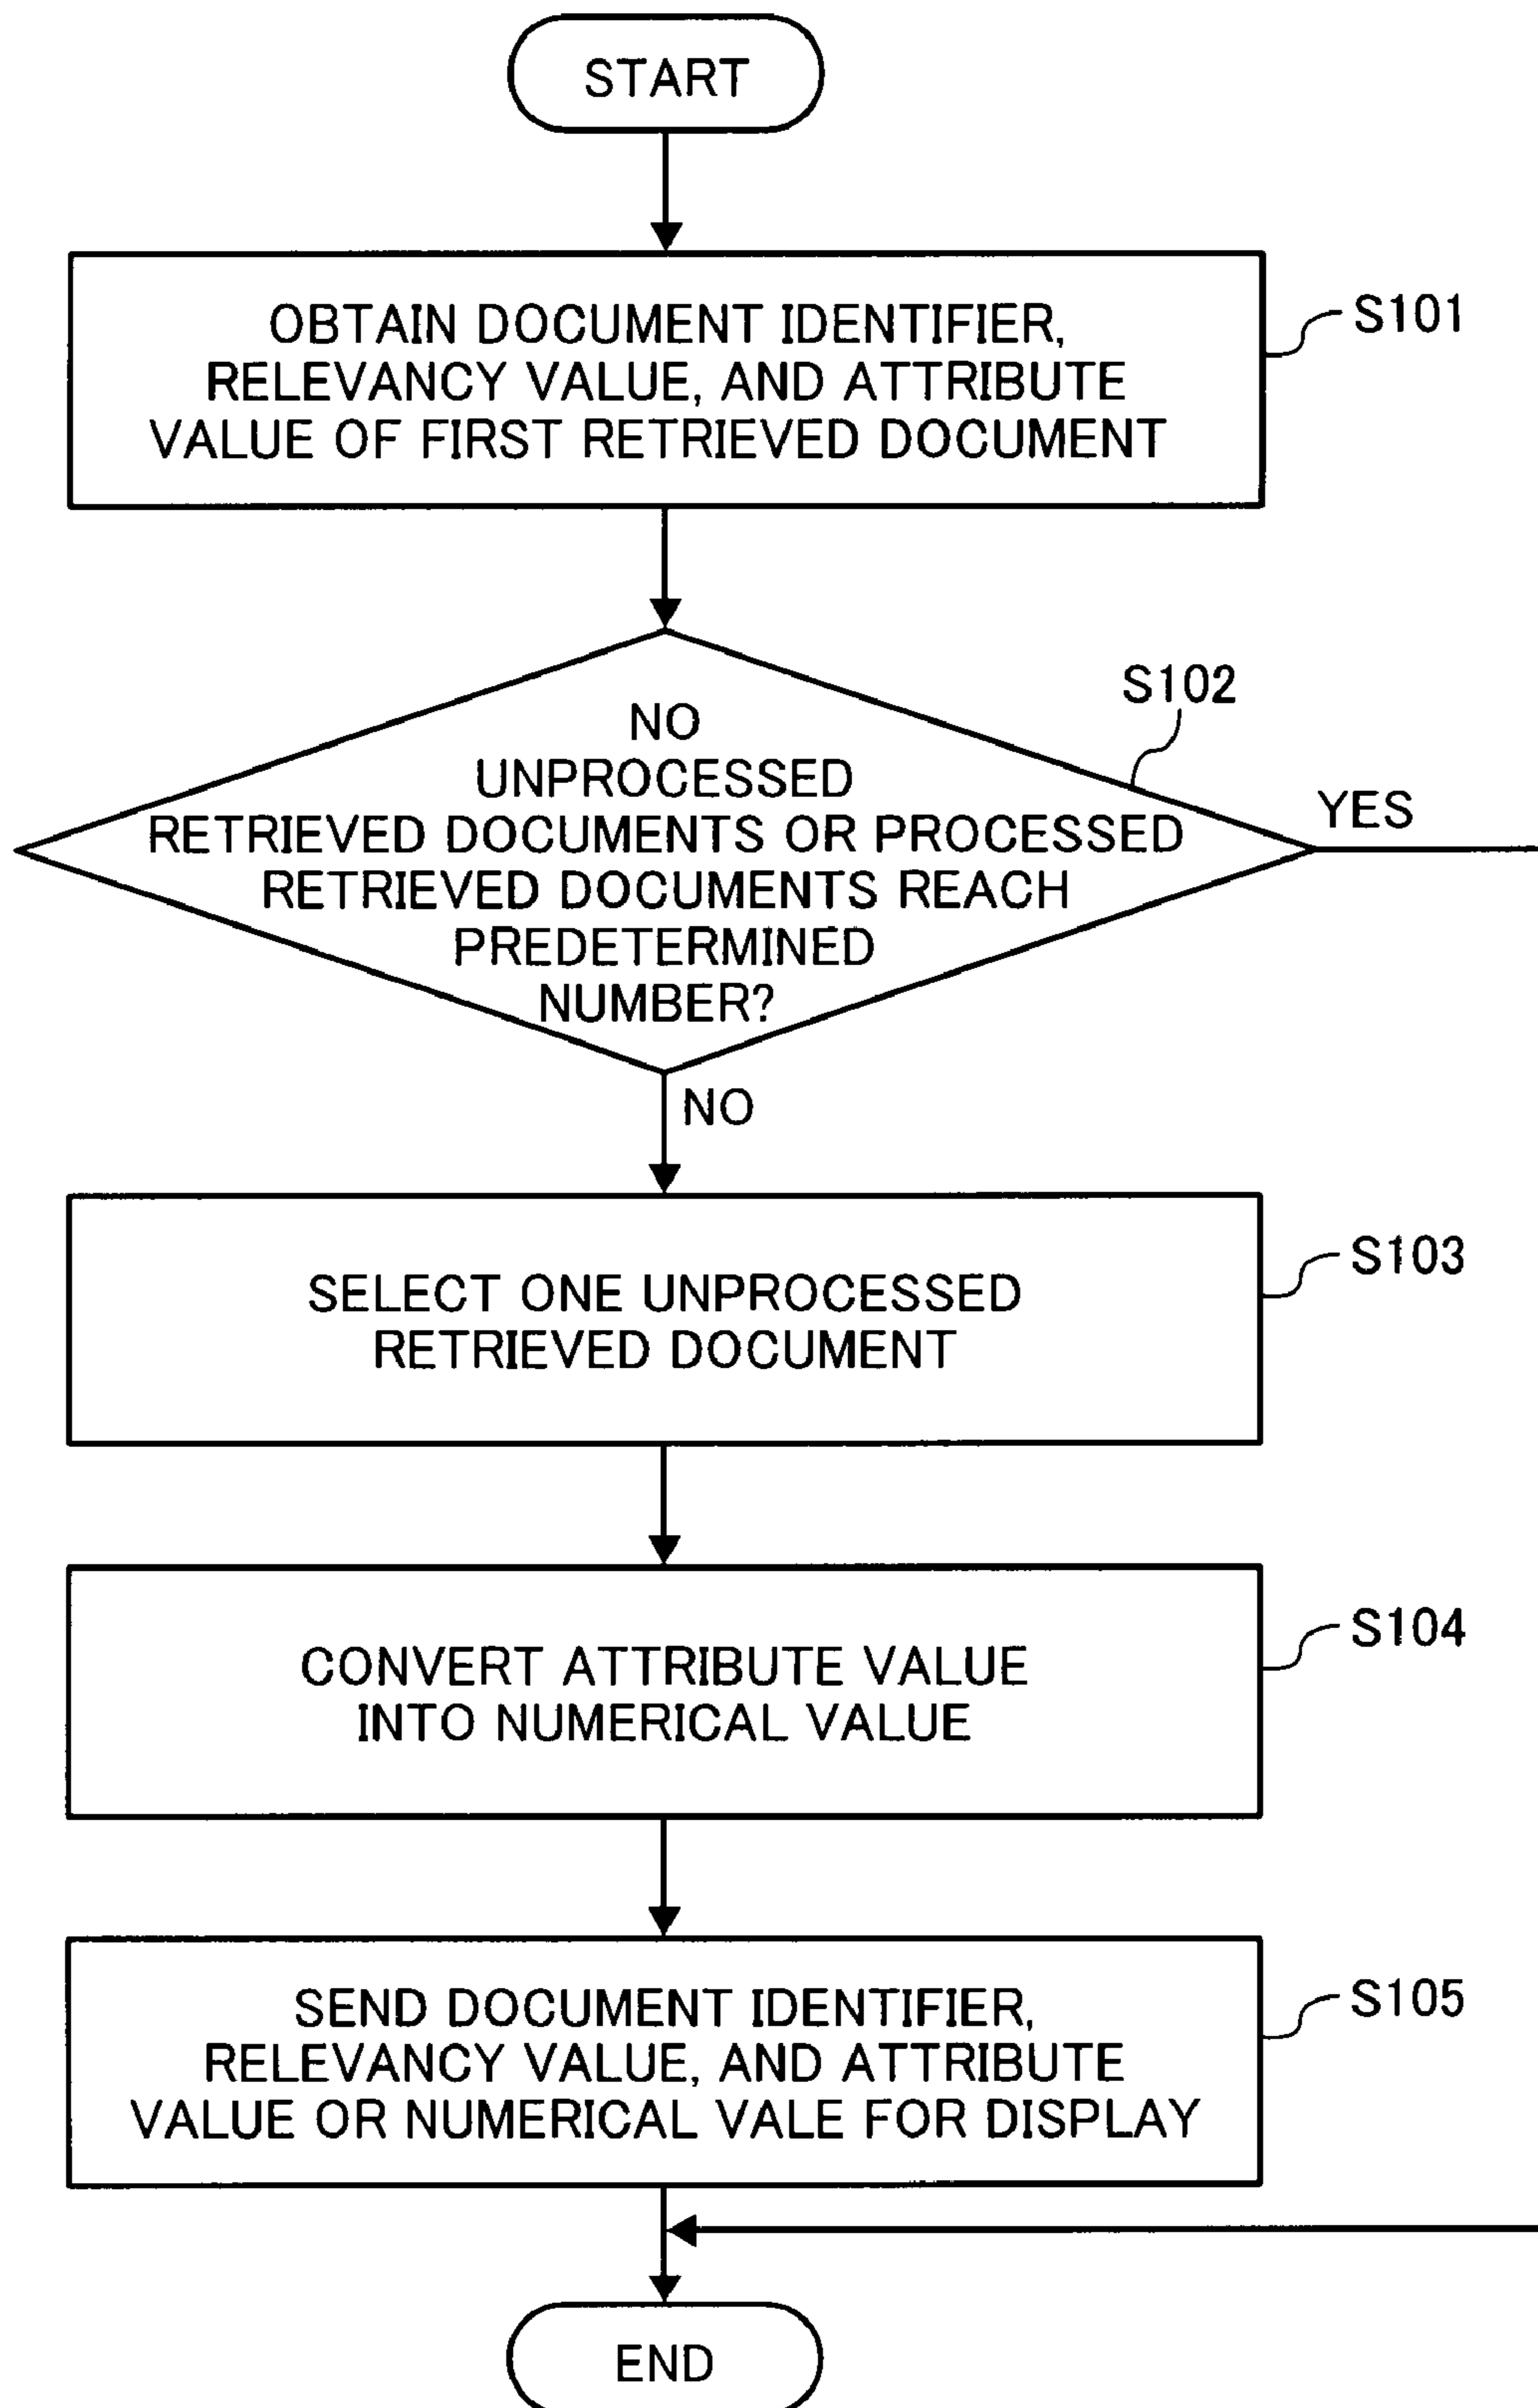 START
OBTAIN DOCUMENT IDENTIFIER,
RELEVANCY VALUE, AND ATTRIBUTE
VALUE OF FIRST RETRIEVED DOCUMENT
S101
S102
NO
UNPROCESSED
RETRIEVED DOCUMENTS OR PROCESSED
RETRIEVED DOCUMENTS REACH
PREDETERMINED
NUMBER?
YES
NO
SELECT ONE UNPROCESSED
RETRIEVED DOCUMENT
S103
CONVERT ATTRIBUTE VALUE
INTO NUMERICAL VALUE
S104
SEND DOCUMENT IDENTIFIER,
RELEVANCY VALUE, AND ATTRIBUTE
VALUE OR NUMERICAL VALE FOR DISPLAY
S105
END